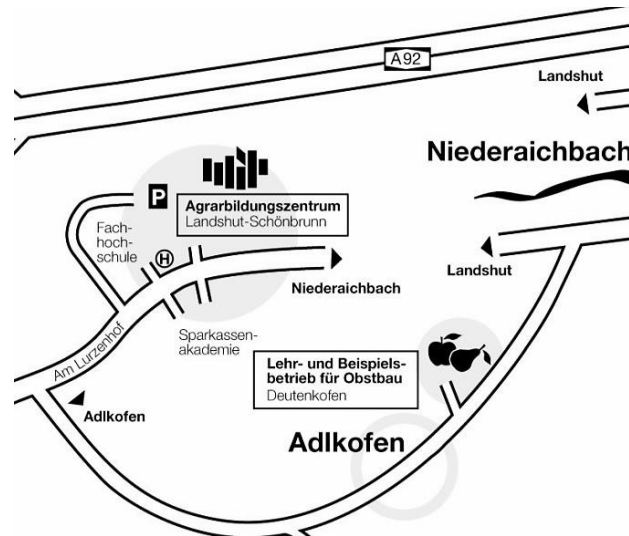 A92
Landshut
Niederaichbach
P
Agrarbildungszentrum
Landshut-Schönbrunn
Fach-
hoch-
schule
H
Niederaichbach
Landshut
Am Lurzenhof
Sparkassen-
akademie
Lehr- und Beispiels-
betrieb für Obstbau
Deutenkofen
Adlkofen
Adlkofen